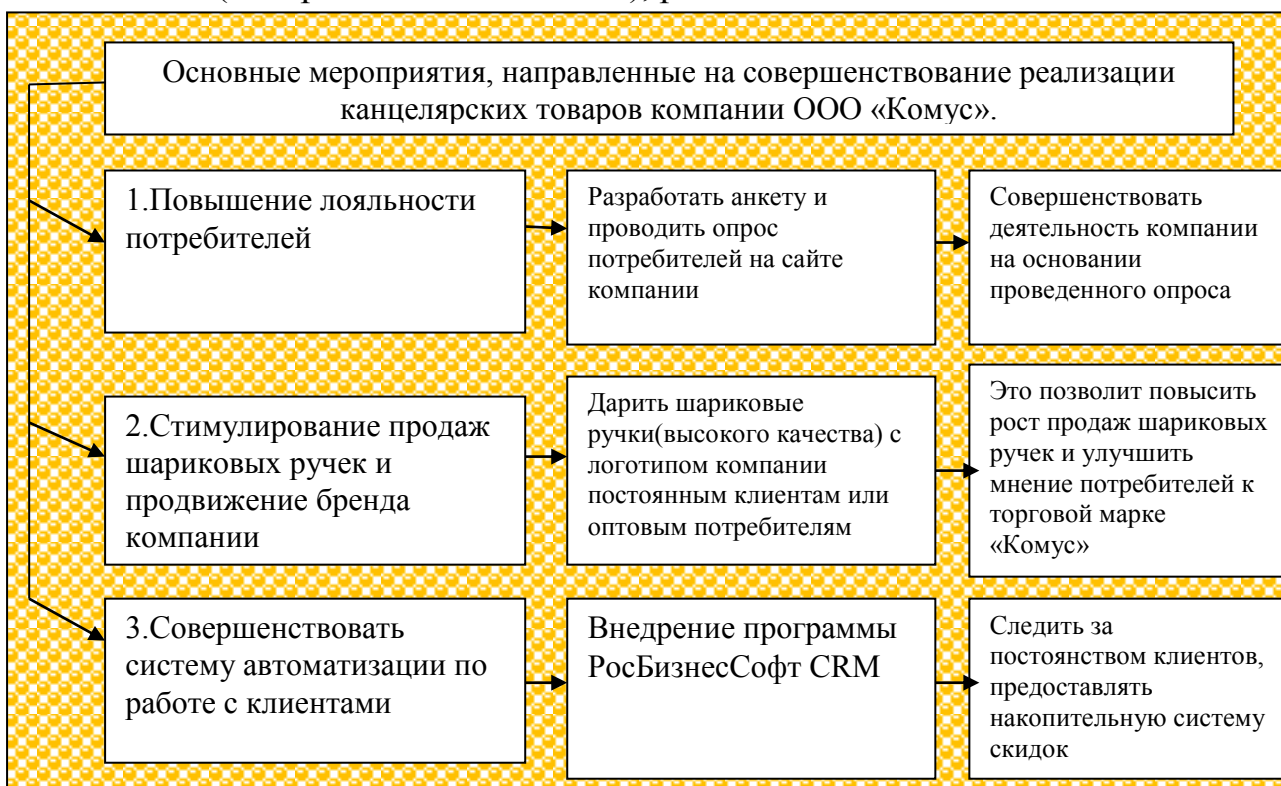 Основные мероприятия, направленные на совершенствование реализации
канцелярских товаров компании ООО «Комус».
1.Повышение лояльности
потребителей
Разработать анкету и
проводить опрос
потребителей на сайте
компании
Совершенствовать
деятельность компании
на основании
проведенного опроса
2.Стимулирование продаж
шариковых ручек и
продвижение бренда
компании
Дарить шариковые
ручки(высокого качества) с
логотипом компании
постоянным клиентам или
оптовым потребителям
Это позволит повысить
рост продаж шариковых
ручек и улучшить
мнение потребителей к
торговой марке
«Комус»
3.Совершенствовать
систему автоматизации по
работе с клиентами
Внедрение программы
РосБизнесСофт CRM
Следить за
постоянством клиентов,
предоставлять
накопительную систему
скидок